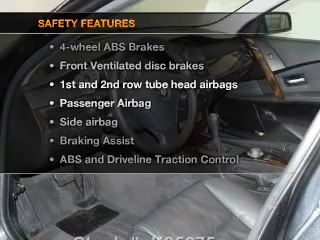 SAFETY FEATURES
• 4-wheel ABS Brakes
• Front Ventilated disc brakes
• 1st and 2nd row tube head airbags
• Passenger Airbag
• Side airbag
• Braking Assist
• ABS and Driveline Traction Control